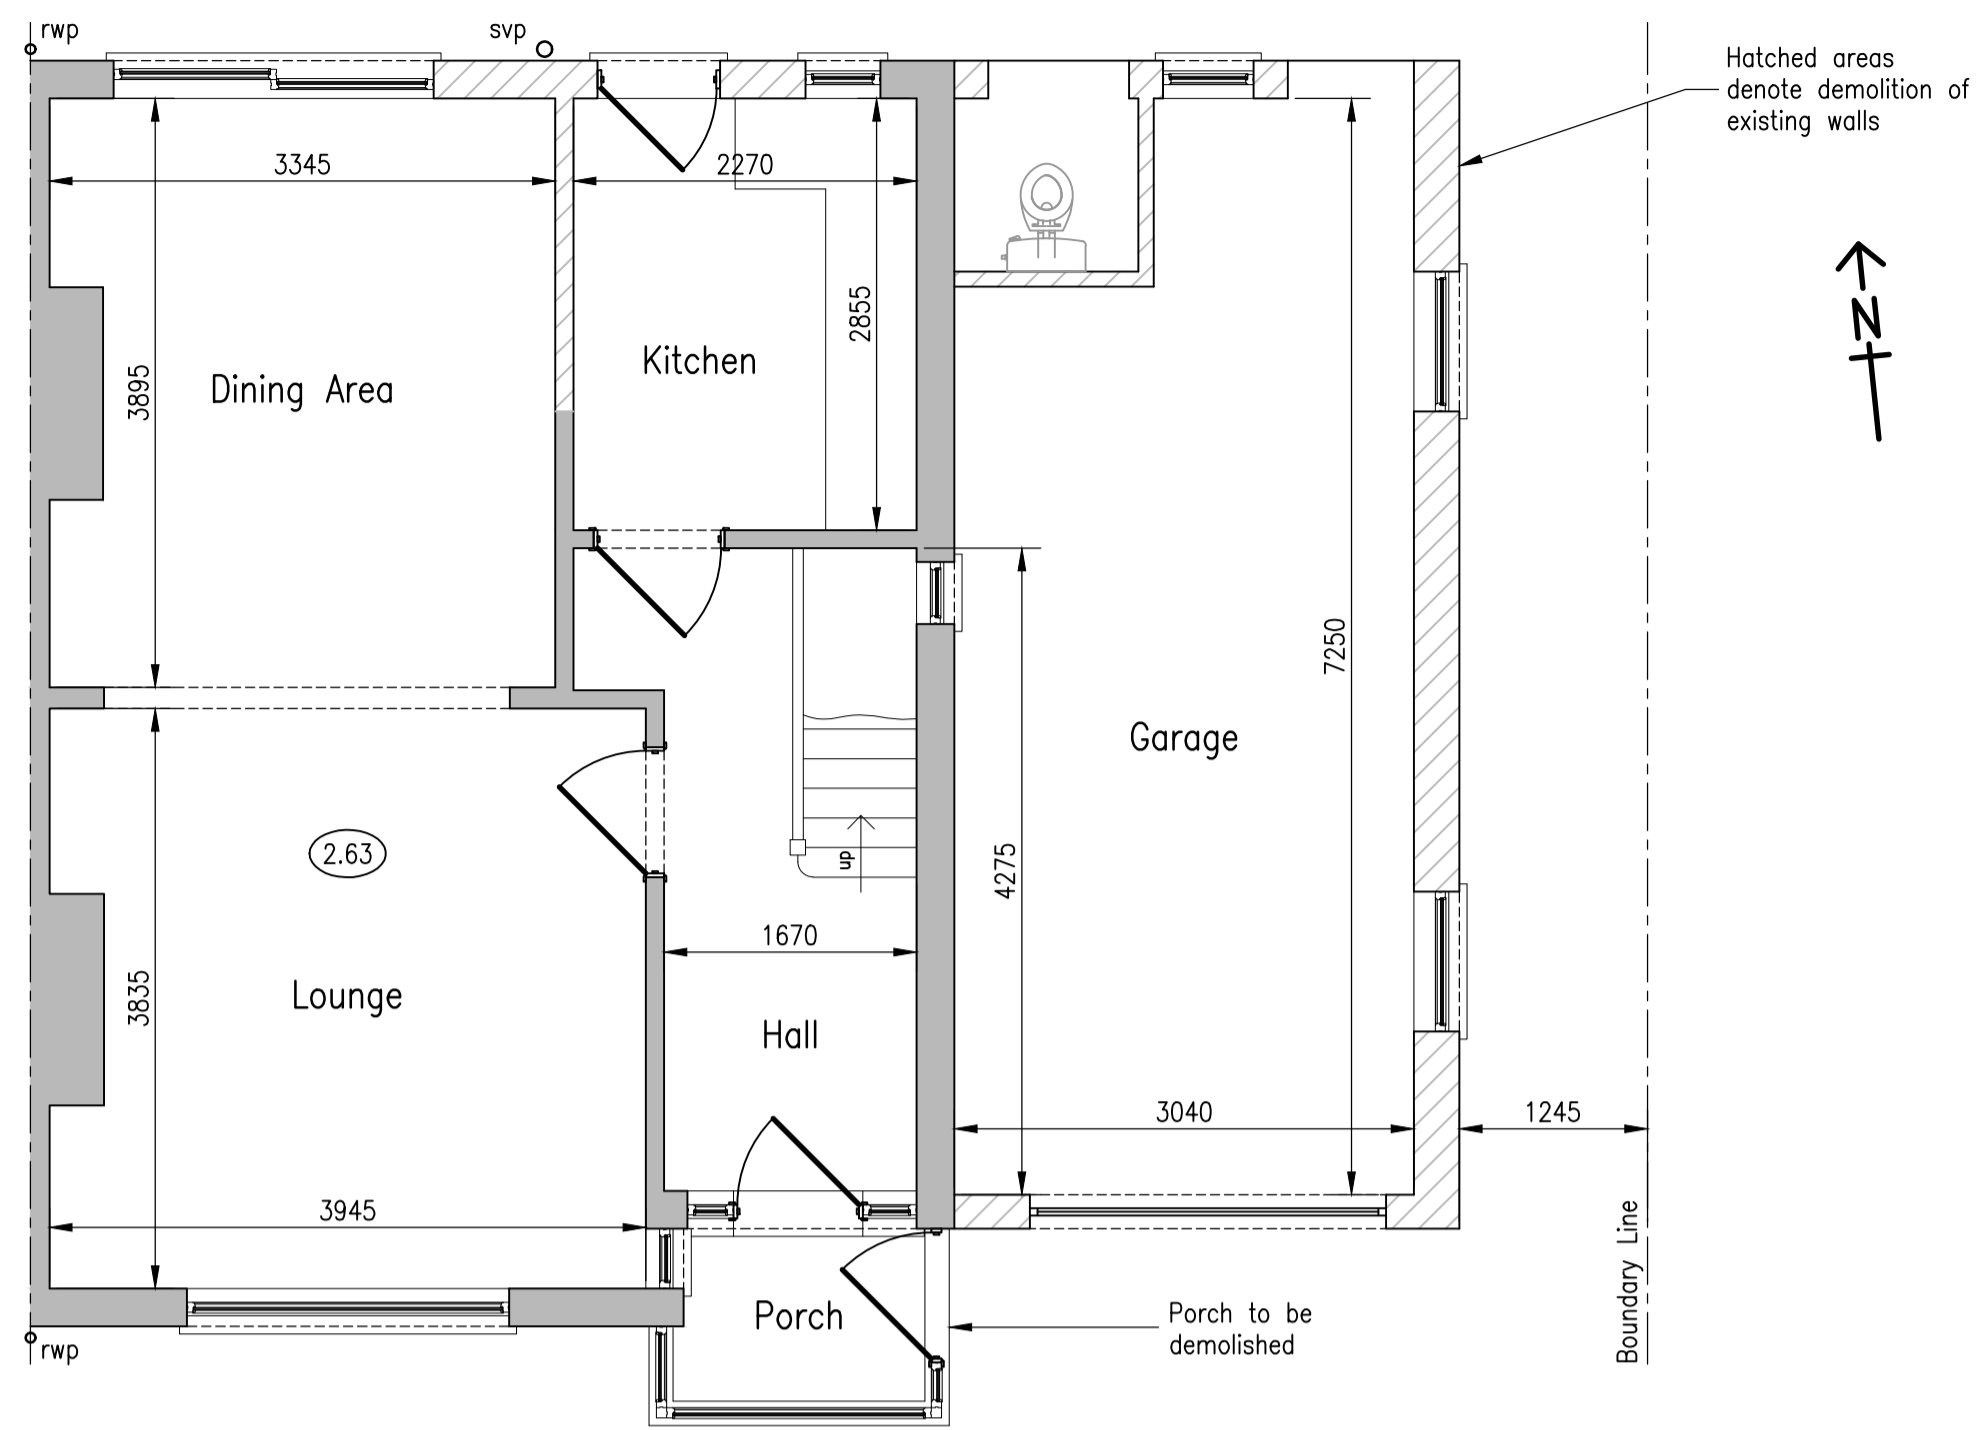 rwp
svp
Hatched areas
denote demolition of
existing walls
3345
2270
N
2855
Kitchen
3895
Dining Area
7250
Garage
2.63
up
4275
1670
3835
Lounge
Hall
3040
1245
3945
Boundary Line
Porch
Porch to be
demolished
rwp